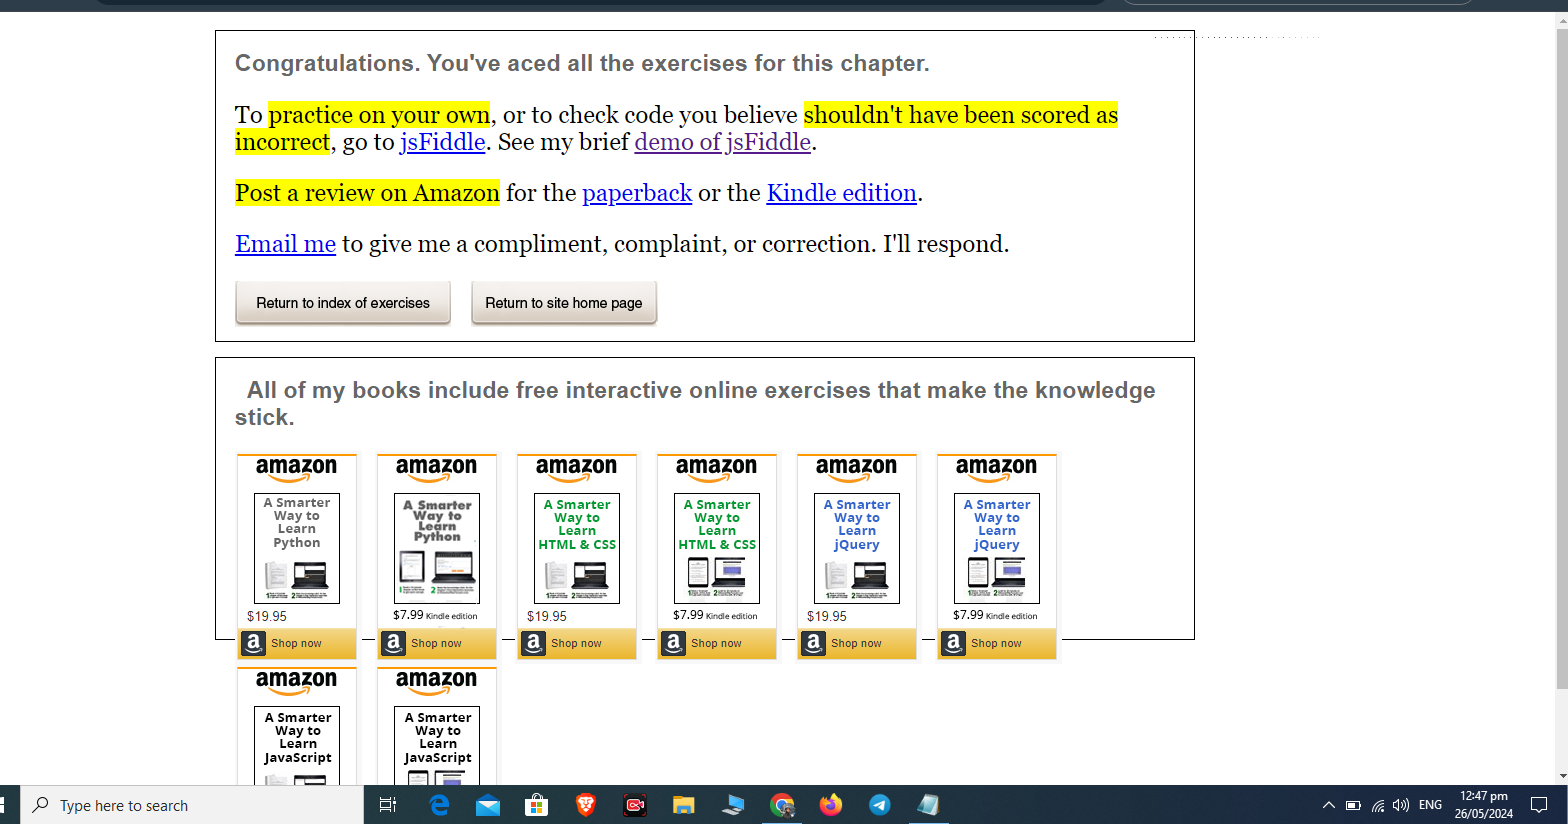 Congratulations. You've aced all the exercises for this chapter.
To practice on your own, or to check code you believe shouldn't have been scored as
incorrect, go to jsFiddle. See my brief demo of jsFiddle.
Post a review on Amazon for the paperback or the Kindle edition.
Email me to give me a compliment, complaint, or correction. I'll respond.
Return to index of exercises Return to site home page
All of my books include free interactive online exercises that make the knowledge
stick.
amazon amazon amazon amazon amazon amazon
A Smarter A Smarter A Smarter A Smarter A Smarter A Smarter
Way to Way to Way to Way to Way to Way to
Learn Learn Learn Learn Learn Learn
Python Python HTML & CSS HTML & CSS jQuery jQuery
$19.95 $7.99 Kindle edition $19.95 $7.99 Kindle edition $19.95 $7.99 Kindle edition
a Shop now a Shop now a Shop now a Shop now a Shop now a Shop now
amazon amazon
A Smarter A Smarter
Way to Way to
Learn Learn
JavaScript JavaScript
Type here to search ENG 12:47 pm
26/05/2024